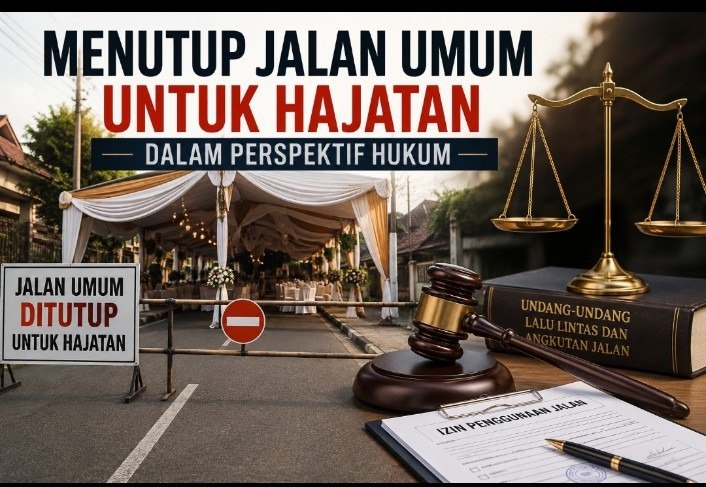 MENUTUP JALAN UMUM
UNTUK HAJATAN
DALAM PERSPEKTIF HUKUM
JALAN UMUM
DITUTUP
UNTUK HAJATAN
UNDANG-UNDANG
LALU LINTAS DAN
ANGKUTAN JALAN
IZIN PENGGUNAAN JALAN